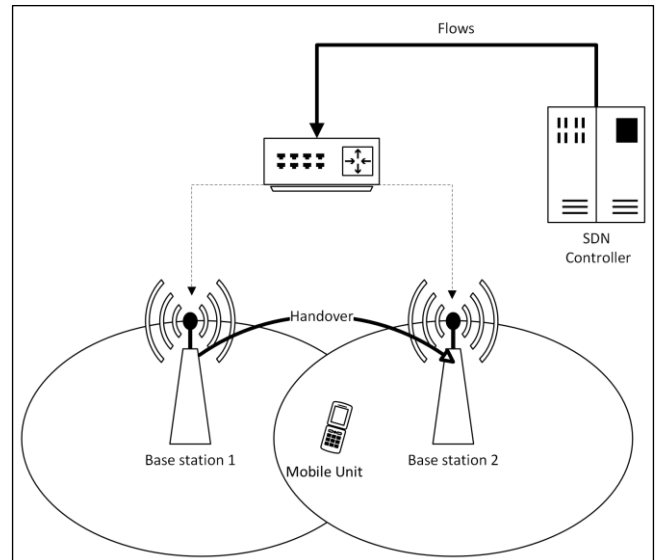 Flows
SDN
Controller
Handover
Base station 1
Mobile Unit
Base station 2